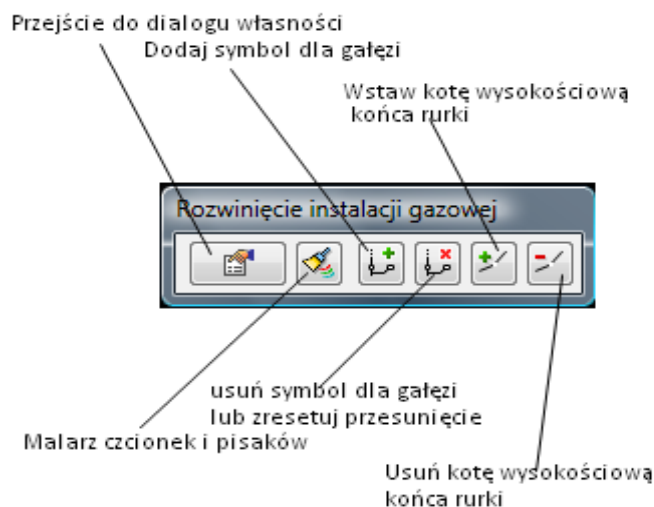 Przejście do dialogu własności
Dodaj symbol dla gałęzi
Wstaw kotę wysokościową
końca rurki
Rozwinięcie instalacji gazowej
usuń symbol dla gałęzi
lub zresetuj przesunięcie
Malarz czcionek i pisaków
Usuń kotę wysokościową
końca rurki